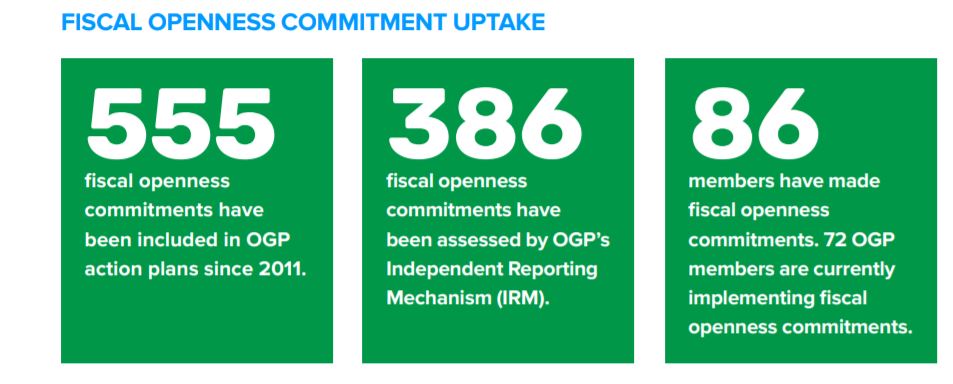 FISCAL OPENNESS COMMITMENT UPTAKE
555
fiscal openness
commitments have
been included in OGP
action plans since 2011.
386
fiscal openness
commitments have
been assessed by OGP’s
Independent Reporting
Mechanism (IRM).
86
members have made
fiscal openness
commitments. 72 OGP
members are currently
implementing fiscal
openness commitments.